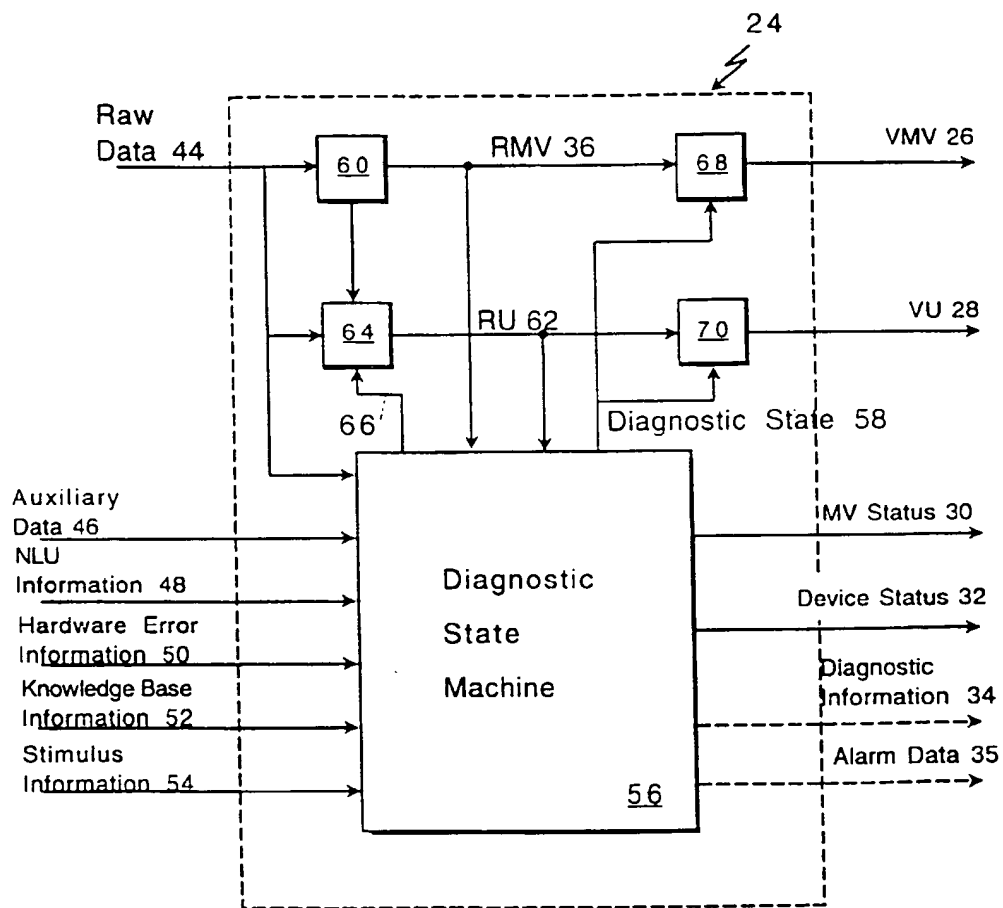 24
Raw
Data 44
60
RMV 36
68
VMV 26
64
RU 62
70
VU 28
66
Diagnostic State 58
Auxiliary
Data 46
NLU
Information 48
Hardware Error
Information 50
Knowledge Base
Information 52
Stimulus
Information 54
Diagnostic
State
Machine
56
MV Status 30
Device Status 32
Diagnostic
Information 34
Alarm Data 35